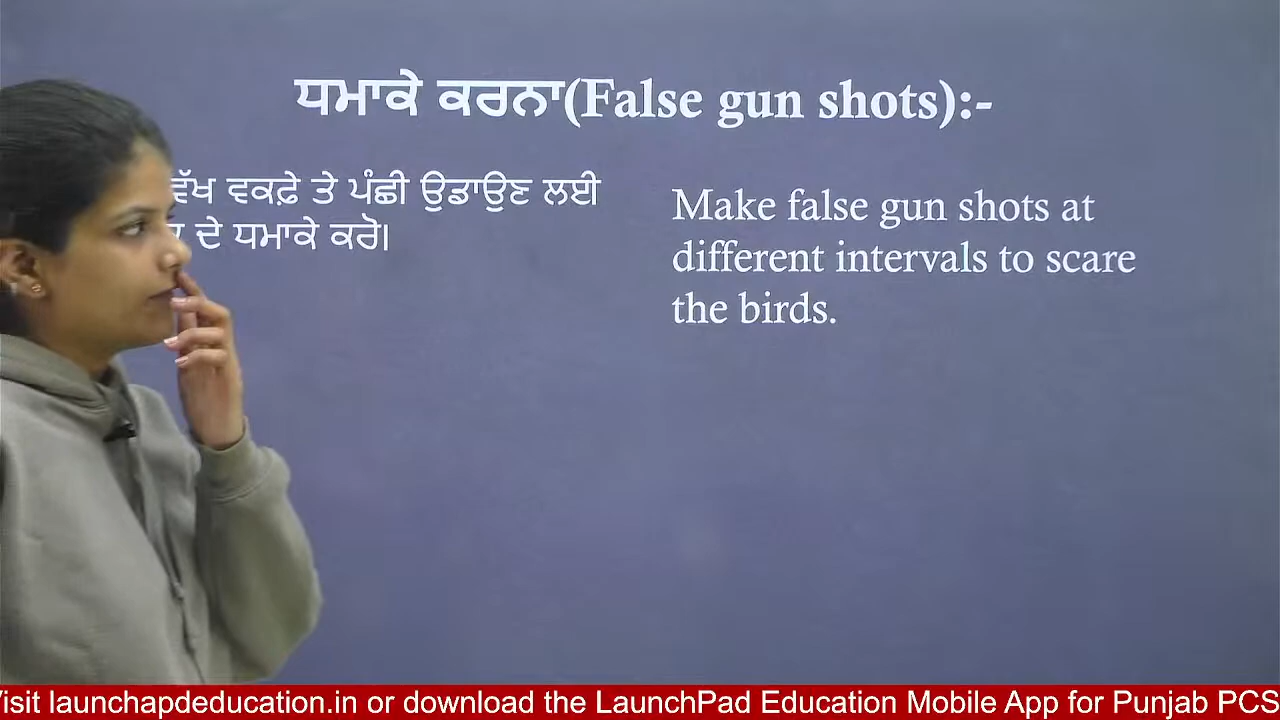 ਧਮਾਕੇ ਕਰਨਾ(False gun shots):-
ਵੱਖ ਵਕਫ਼ੇ ਤੇ ਪੰਛੀ ਉਡਾਉਣ ਲਈ
ਦੇ ਧਮਾਕੇ ਕਰੋ।
Make false gun shots at
different intervals to scare
the birds.
Visit launchapdeducation.in or download the LaunchPad Education Mobile App for Punjab PCS